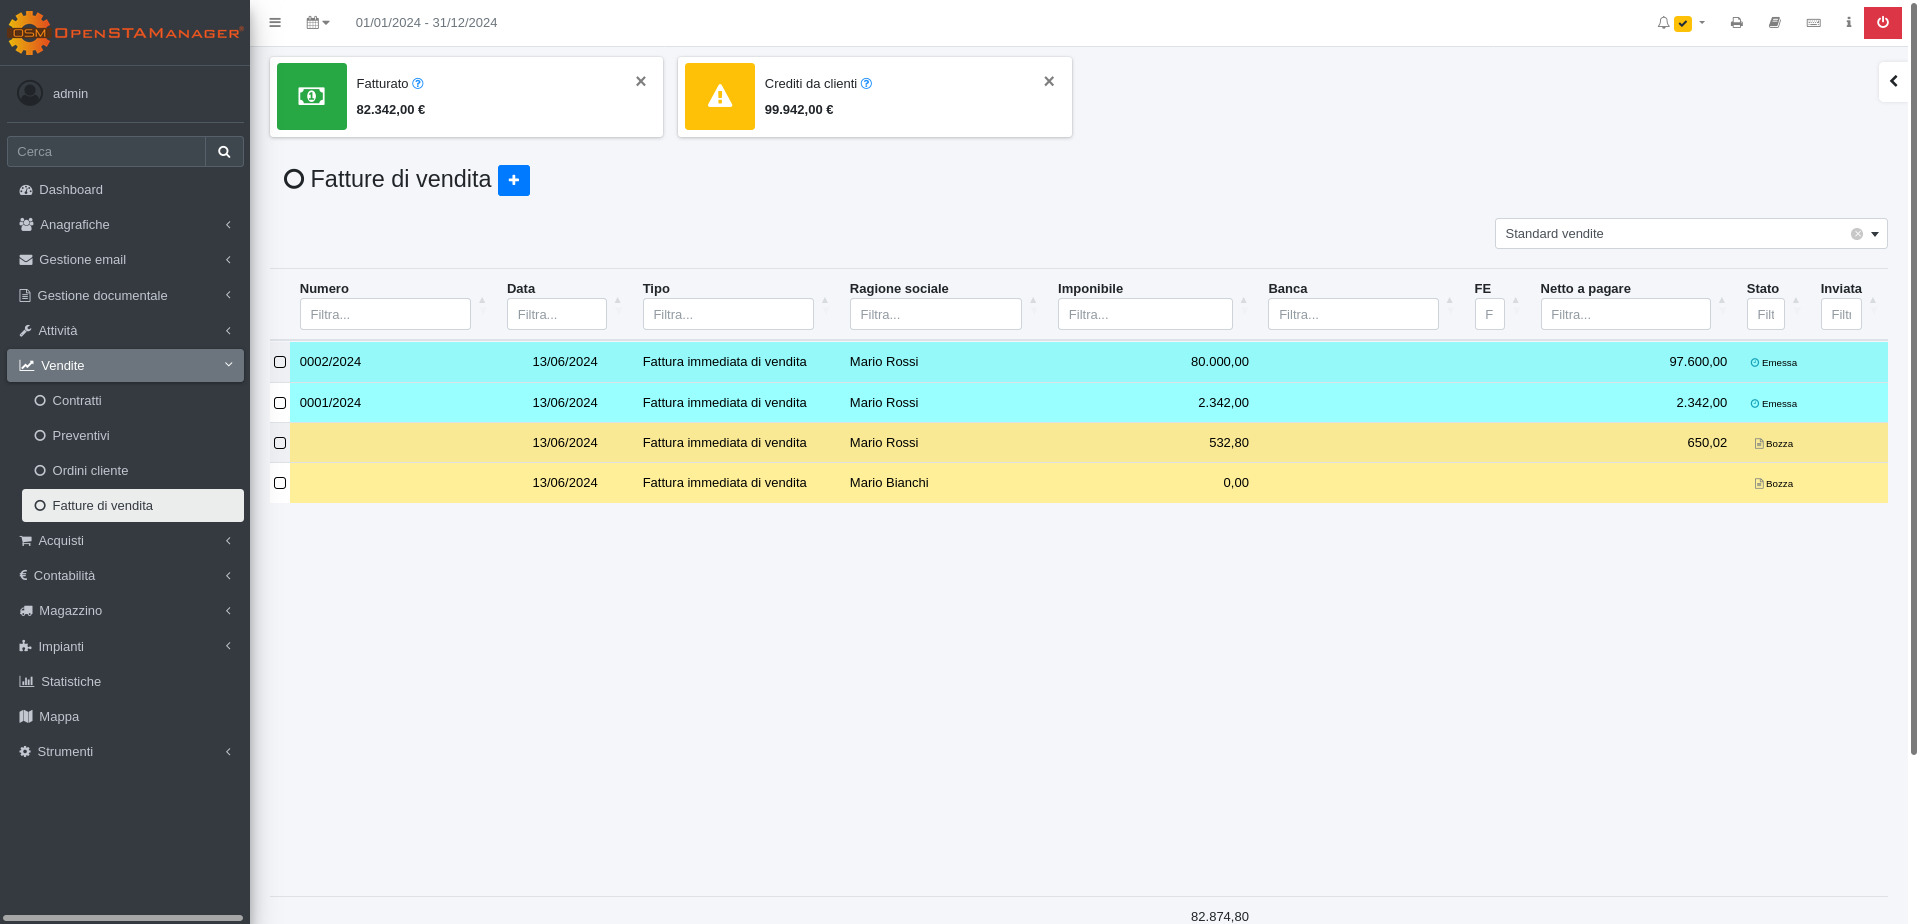 OSM OpenSTAManager®
01/01/2024 - 31/12/2024
admin
Cerca
Dashboard
Anagrafiche
Gestione email
Gestione documentale
Attività
Vendite
Contratti
Preventivi
Ordini cliente
Fatture di vendita
Acquisti
Contabilità
Magazzino
Impianti
Statistiche
Mappa
Strumenti
Fatturato
82.342,00 €
Crediti da clienti
99.942,00 €
Fatture di vendita
Standard vendite
Numero Data Tipo Ragione sociale Imponibile Banca FE Netto a pagare Stato Inviata
Filtra... Filtra... Filtra... Filtra... Filtra... Filtra... F Filtra... Filt Filtr
0002/2024 13/06/2024 Fattura immediata di vendita Mario Rossi 80.000,00 97.600,00 Emessa
0001/2024 13/06/2024 Fattura immediata di vendita Mario Rossi 2.342,00 2.342,00 Emessa
13/06/2024 Fattura immediata di vendita Mario Rossi 532,80 650,02 Bozza
13/06/2024 Fattura immediata di vendita Mario Bianchi 0,00 Bozza
82.874,80